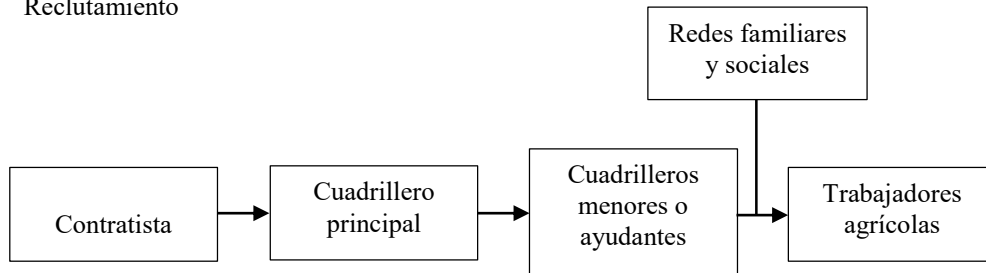 Reclutamiento
Redes familiares
y sociales
Contratista
Cuadrillero
principal
Cuadrilleros
menores o
ayudantes
Trabajadores
agrícolas